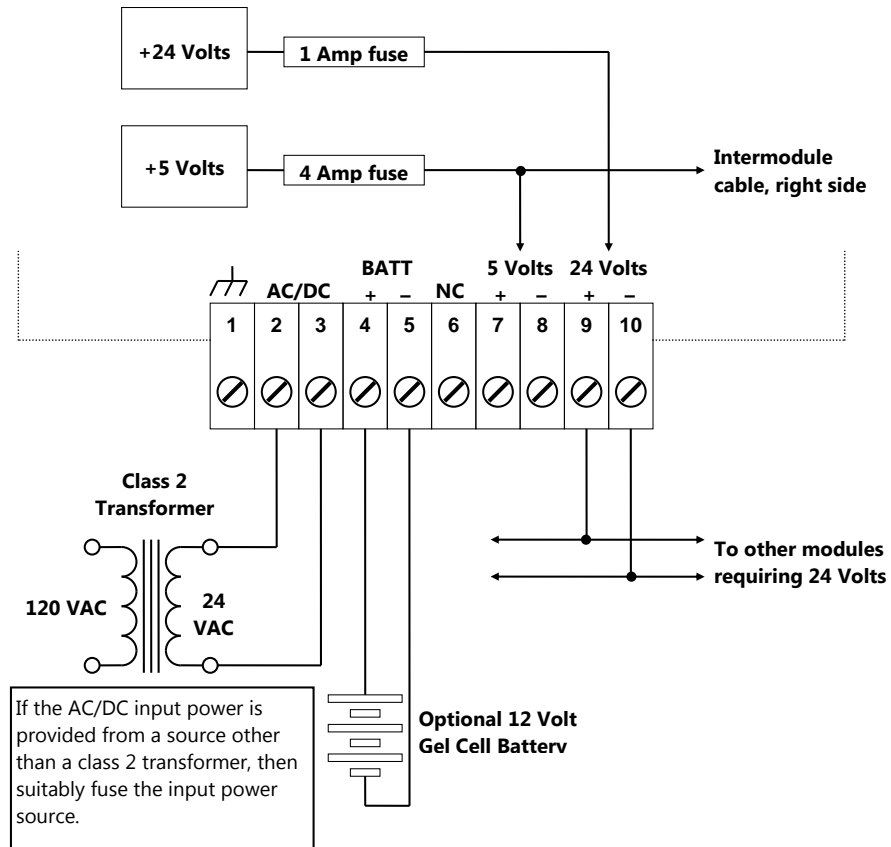 +24 Volts
1 Amp fuse
+5 Volts
4 Amp fuse
Intermodule
cable, right side
BATT
5 Volts 24 Volts
AC/DC + – NC + – + –
1 2 3 4 5 6 7 8 9 10
Class 2
Transformer
120 VAC
24
VAC
To other modules
requiring 24 Volts
If the AC/DC input power is
provided from a source other
than a class 2 transformer, then
suitably fuse the input power
source.
Optional 12 Volt
Gel Cell Battery